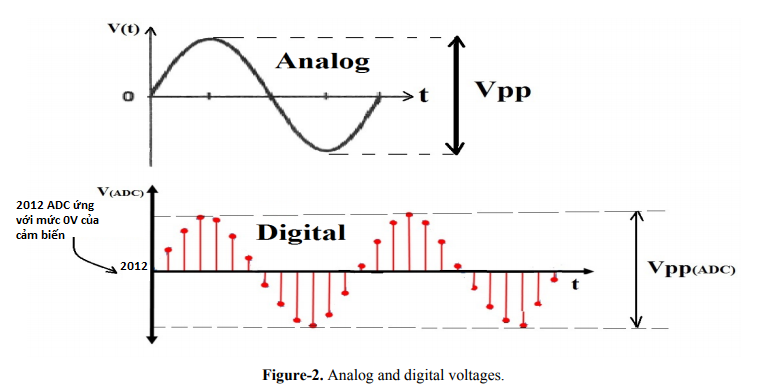 V(t)
Analog
0
t
Vpp
2012 ADC ứng
với mức 0V của
cảm biến
V(ADC)
Digital
2012
t
Vpp(ADC)
Figure-2. Analog and digital voltages.